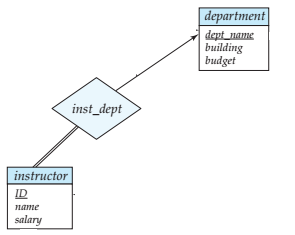 department
dept_name
building
budget
inst_dept
instructor
ID
name
salary